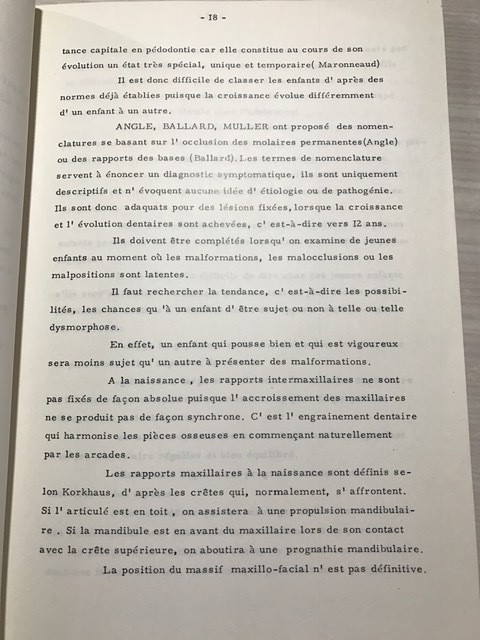 - 18 -
tance capitale en pédodontie car elle constitue au cours de son
évolution un état très spécial, unique et temporaire( Maronneaud)
Il est donc difficile de classer les enfants d' après des
normes déjà établies puisque la croissance évolue différemment
d' un enfant à un autre.
ANGLE, BALLARD, MULLER ont proposé des nomen-
clatures se basant sur l' occlusion des molaires permanentes(Angle)
ou des rapports des bases (Ballard). Les termes de nomenclature
servent à énoncer un diagnostic symptomatique, ils sont uniquement
descriptifs et n' évoquent aucune idée d' étiologie ou de pathogénie.
Ils sont donc adaquats pour des lésions fixées, lorsque la croissance
et l' évolution dentaires sont achevées, c' est-à-dire vers 12 ans.
Ils doivent être complétés lorsqu' on examine de jeunes
enfants au moment où les malformations, les malocclusions ou les
malpositions sont latentes.
Il faut rechercher la tendance, c' est-à-dire les possibi-
lités, les chances qu 'à un enfant d' être sujet ou non à telle ou telle
dysmorphose.
En effet, un enfant qui pousse bien et qui est vigoureux
sera moins sujet qu' un autre à présenter des malformations.
A la naissance , les rapports intermaxillaires ne sont
pas fixés de façon absolue puisque l' accroissement des maxillaires
ne se produit pas de façon synchrone. C' est l' engrainement dentaire
qui harmonise les pièces osseuses en commençant naturellement
par les arcades.
Les rapports maxillaires à la naissance sont définis se-
lon Korkhaus, d' après les crêtes qui, normalement, s' affrontent.
Si l' articulé est en toit , on assistera à une propulsion mandibulai-
re . Si la mandibule est en avant du maxillaire lors de son contact
avec la crête supérieure, on aboutira à une prognathie mandibulaire.
La position du massif maxillo-facial n' est pas définitive.